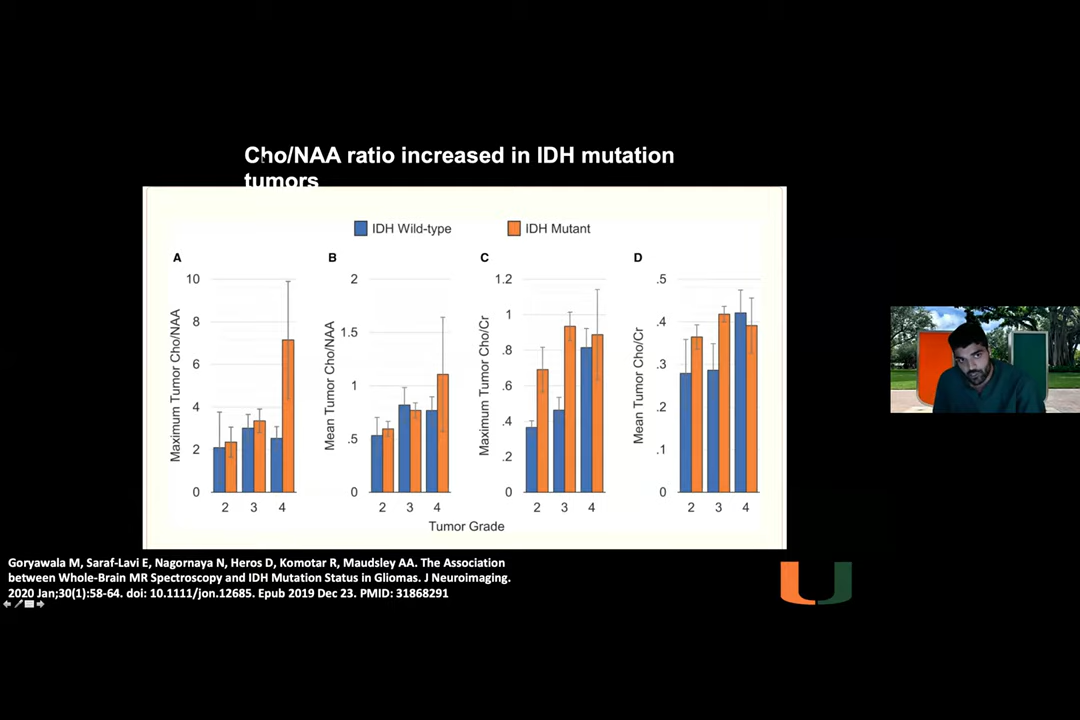 Cho/NAA ratio increased in IDH mutation
tumors
IDH Wild-type
IDH Mutant
A
Maximum Tumor Cho/NAA
10
8
6
4
2
0
2 3 4
B
Mean Tumor Cho/NAA
2
1.5
1
.5
0
2 3 4
C
Maximum Tumor Cho/Cr
1.2
1
.8
.6
.4
.2
0
2 3 4
D
Mean Tumor Cho/Cr
.5
.4
.3
.2
.1
0
2 3 4
Tumor Grade
Goryawala M, Saraf-Lavi E, Nagornaya N, Heros D, Komotar R, Maudsley AA. The Association
between Whole-Brain MR Spectroscopy and IDH Mutation Status in Gliomas. J Neuroimaging.
2020 Jan;30(1):58-64. doi: 10.1111/jon.12685. Epub 2019 Dec 23. PMID: 31868291
U